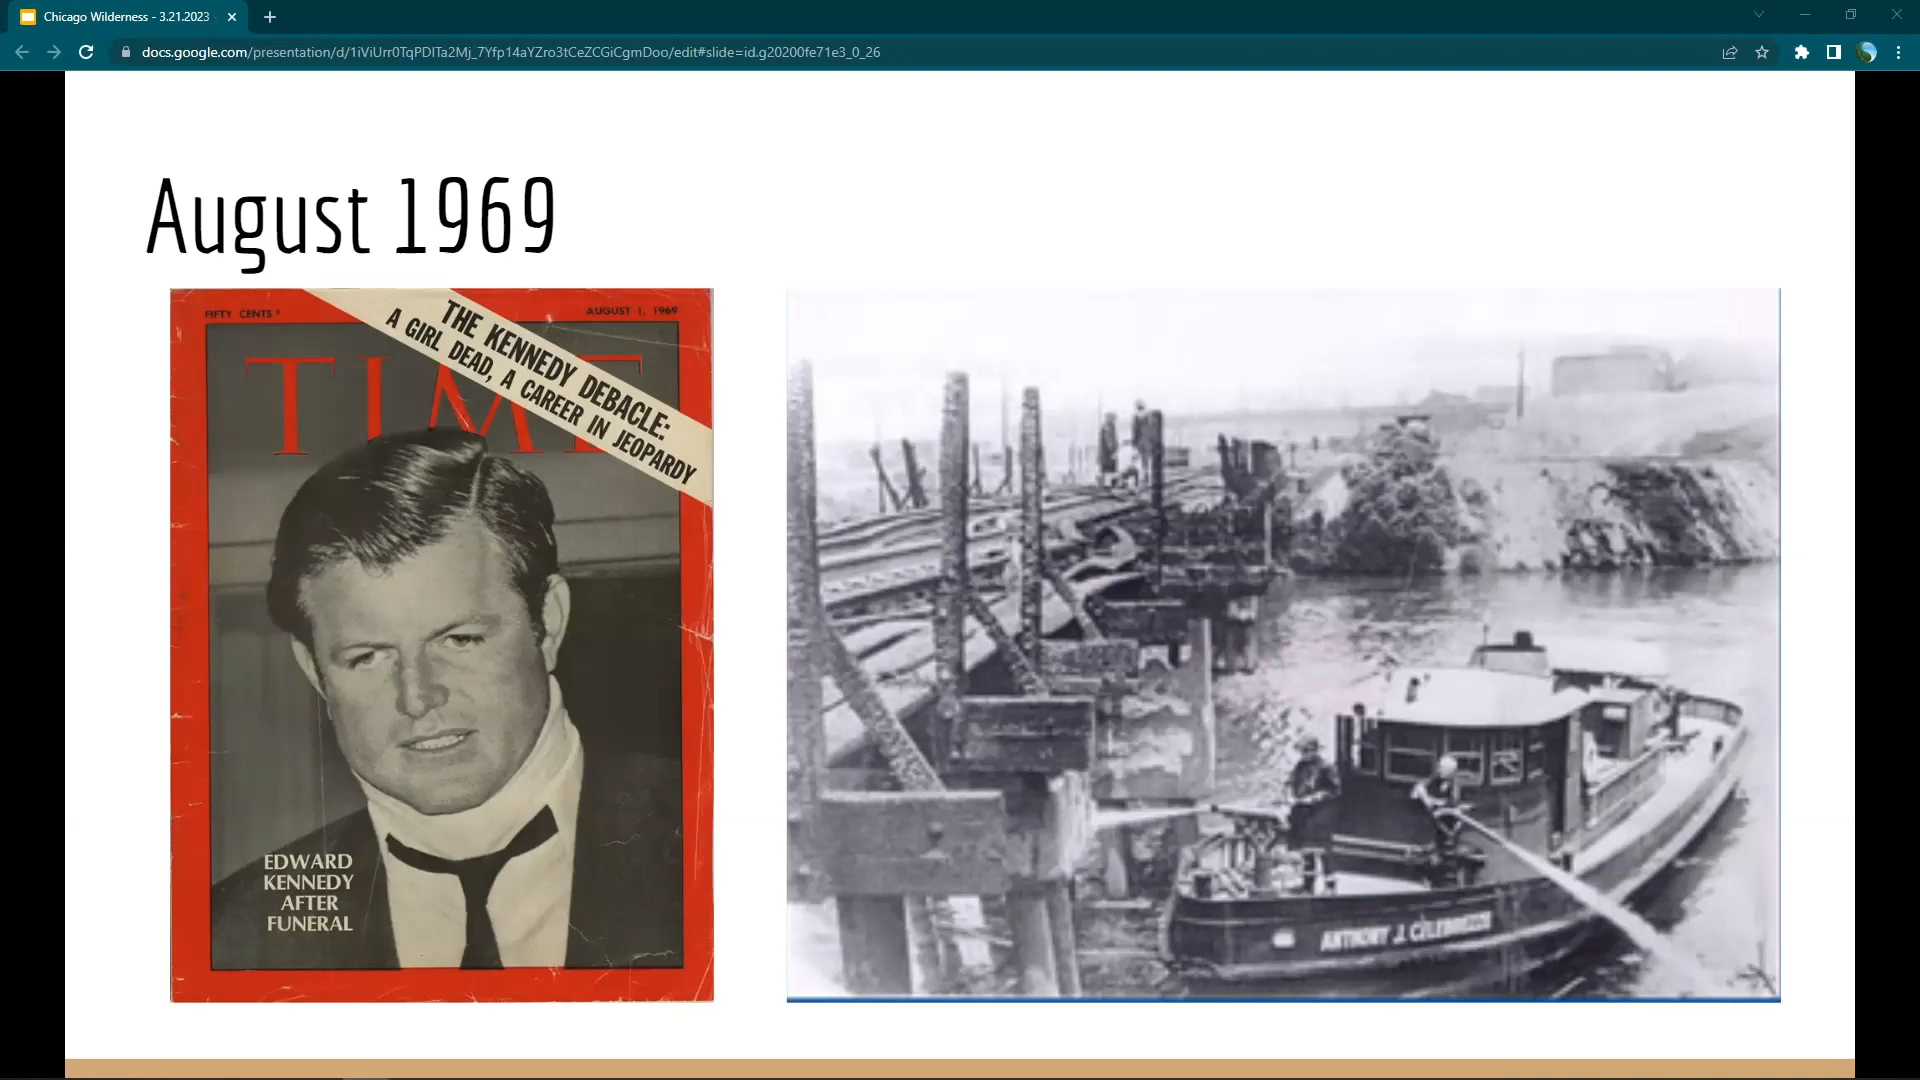 Chicago Wilderness - 3.21.2023
docs.google.com/presentation/d/1iViUrr0TqPDITa2Mj_7Yfp14aYZro3tCeZCGiCgmDoo/edit#slide=id.g20200fe71e3_0_26
August 1969
FIFTY CENTS
AUGUST 1, 1969
THE KENNEDY DEBACLE:
A GIRL DEAD, A CAREER IN JEOPARDY
TIME
EDWARD
KENNEDY
AFTER
FUNERAL
ANTHONY J. CELEBREZZE